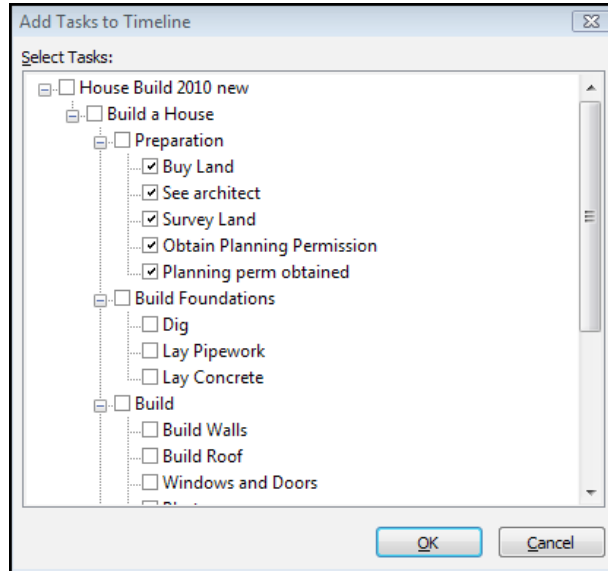 Add Tasks to Timeline
Select Tasks:
House Build 2010 new
Build a House
Preparation
Buy Land
See architect
Survey Land
Obtain Planning Permission
Planning perm obtained
Build Foundations
Dig
Lay Pipework
Lay Concrete
Build
Build Walls
Build Roof
Windows and Doors
OK
Cancel